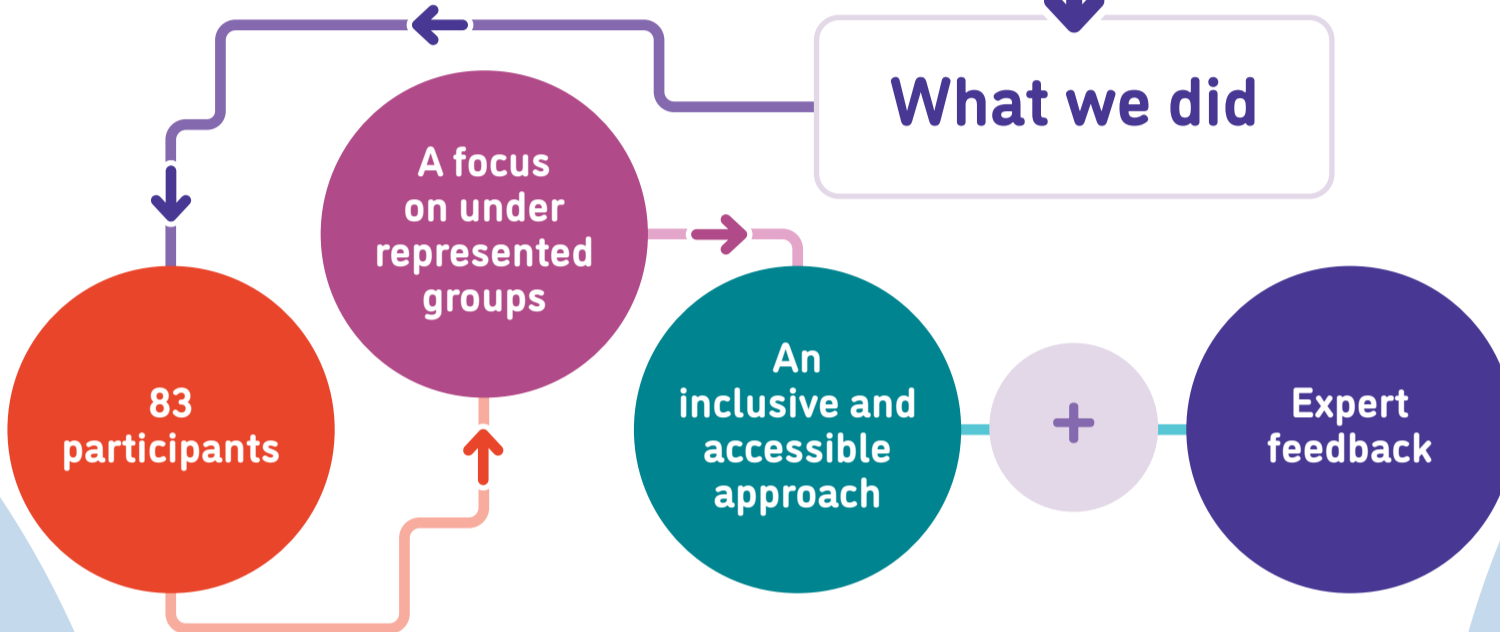 What we did
83
participants
A focus
on under
represented
groups
An
inclusive and
accessible
approach
+
Expert
feedback